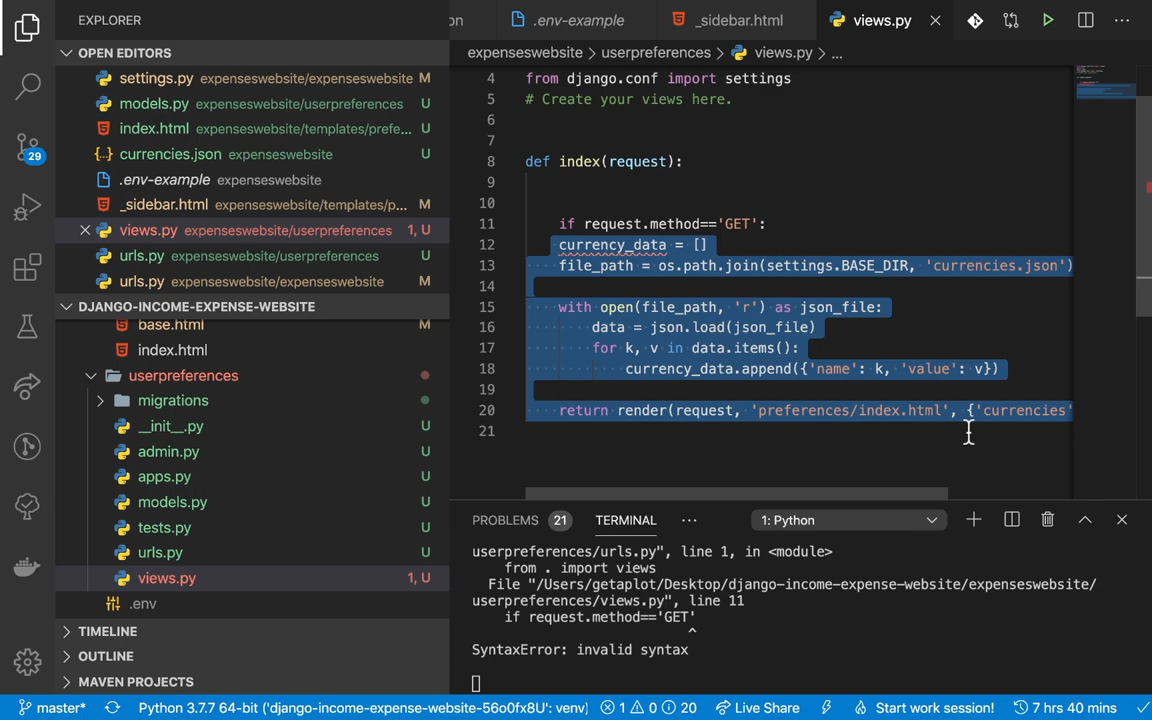 EXPLORER
on
.env-example
_sidebar.html
views.py
OPEN EDITORS
settings.py expenseswebsite/expenseswebsite M
models.py expenseswebsite/userpreferences U
index.html expenseswebsite/templates/prefe... U
currencies.json expenseswebsite U
.env-example expenseswebsite
_sidebar.html expenseswebsite/templates/p... M
views.py expenseswebsite/userpreferences 1, U
urls.py expenseswebsite/userpreferences U
urls.py expenseswebsite/expenseswebsite M
29
DJANGO-INCOME-EXPENSE-WEBSITE
base.html M
index.html
userpreferences
migrations
__init__.py U
admin.py U
apps.py U
models.py U
tests.py U
urls.py U
views.py 1, U
.env
TIMELINE
OUTLINE
MAVEN PROJECTS
expenseswebsite > userpreferences > views.py > ...
4 from django.conf import settings
5 # Create your views here.
6
7
8 def index(request):
9
10
11 if request.method=='GET':
12 currency_data = []
13 file_path = os.path.join(settings.BASE_DIR, 'currencies.json')
14
15 with open(file_path, 'r') as json_file:
16 data = json.load(json_file)
17 for k, v in data.items():
18 currency_data.append({'name': k, 'value': v})
19
20 return render(request, 'preferences/index.html', {'currencies'
21
PROBLEMS 21 TERMINAL ... 1: Python
userpreferences/urls.py", line 1, in <module>
from . import views
File "/Users/getaplot/Desktop/django-income-expense-website/expenseswebsite/
userpreferences/views.py", line 11
if request.method=='GET'
^
SyntaxError: invalid syntax
master* Python 3.7.7 64-bit ('django-income-expense-website-56o0fx8U': venv) 1 0 20 Live Share Start work session! 7 hrs 40 mins